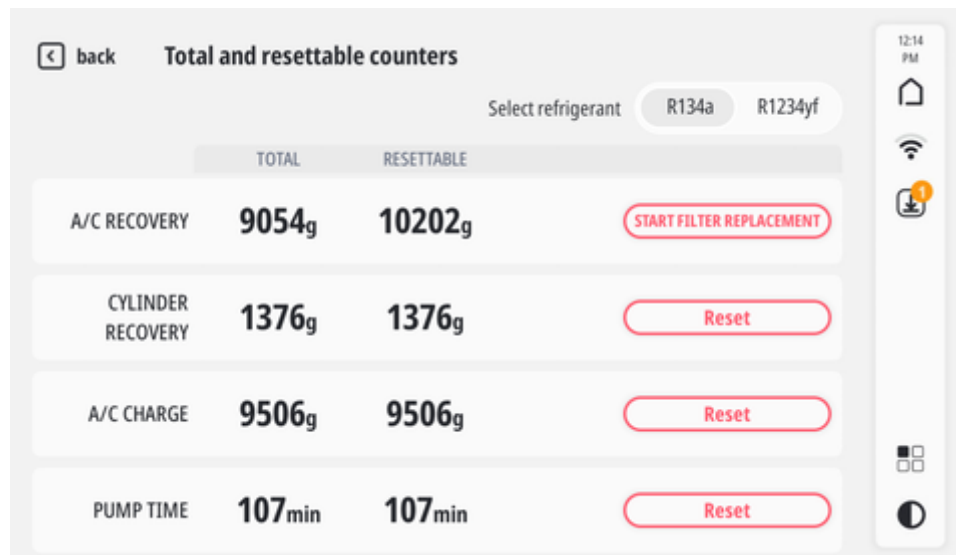 back Total and resettable counters
12:14
PM
Select refrigerant R134a R1234yf
TOTAL RESETTABLE
1
A/C RECOVERY 9054g 10202g START FILTER REPLACEMENT
CYLINDER
RECOVERY 1376g 1376g Reset
A/C CHARGE 9506g 9506g Reset
PUMP TIME 107min 107min Reset